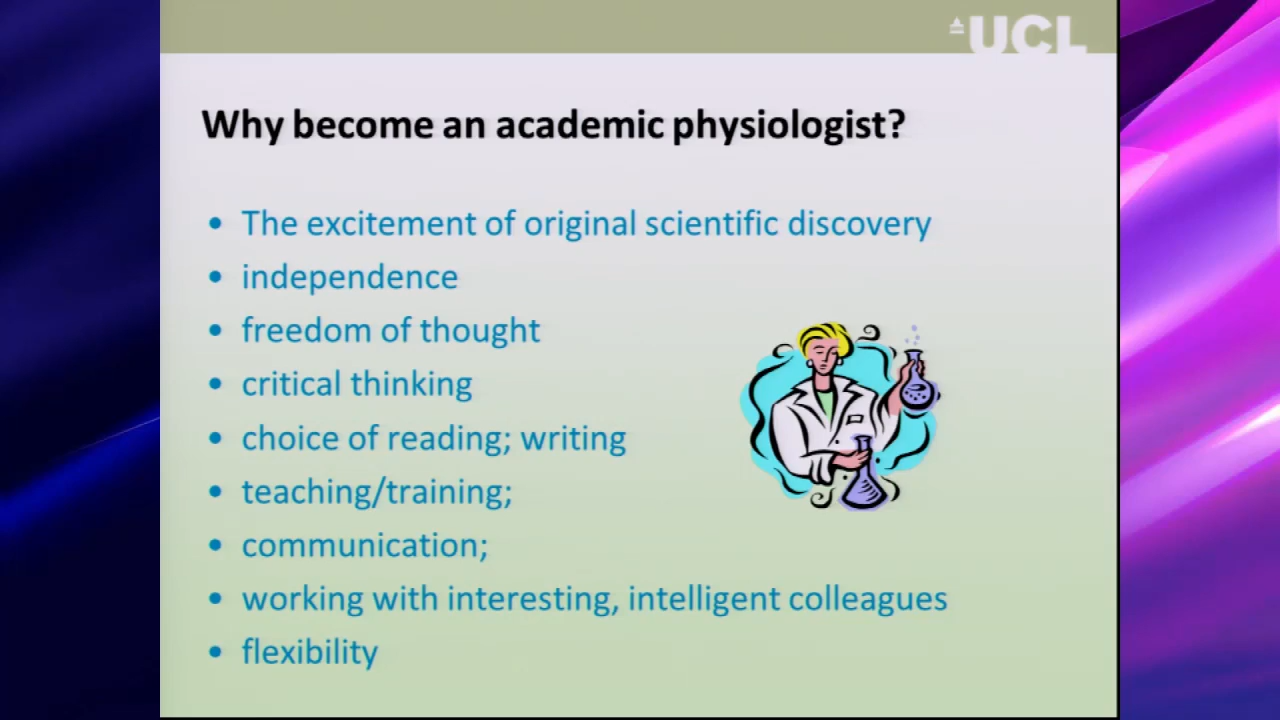 UCL
Why become an academic physiologist?
• The excitement of original scientific discovery
• independence
• freedom of thought
• critical thinking
• choice of reading; writing
• teaching/training;
• communication;
• working with interesting, intelligent colleagues
• flexibility